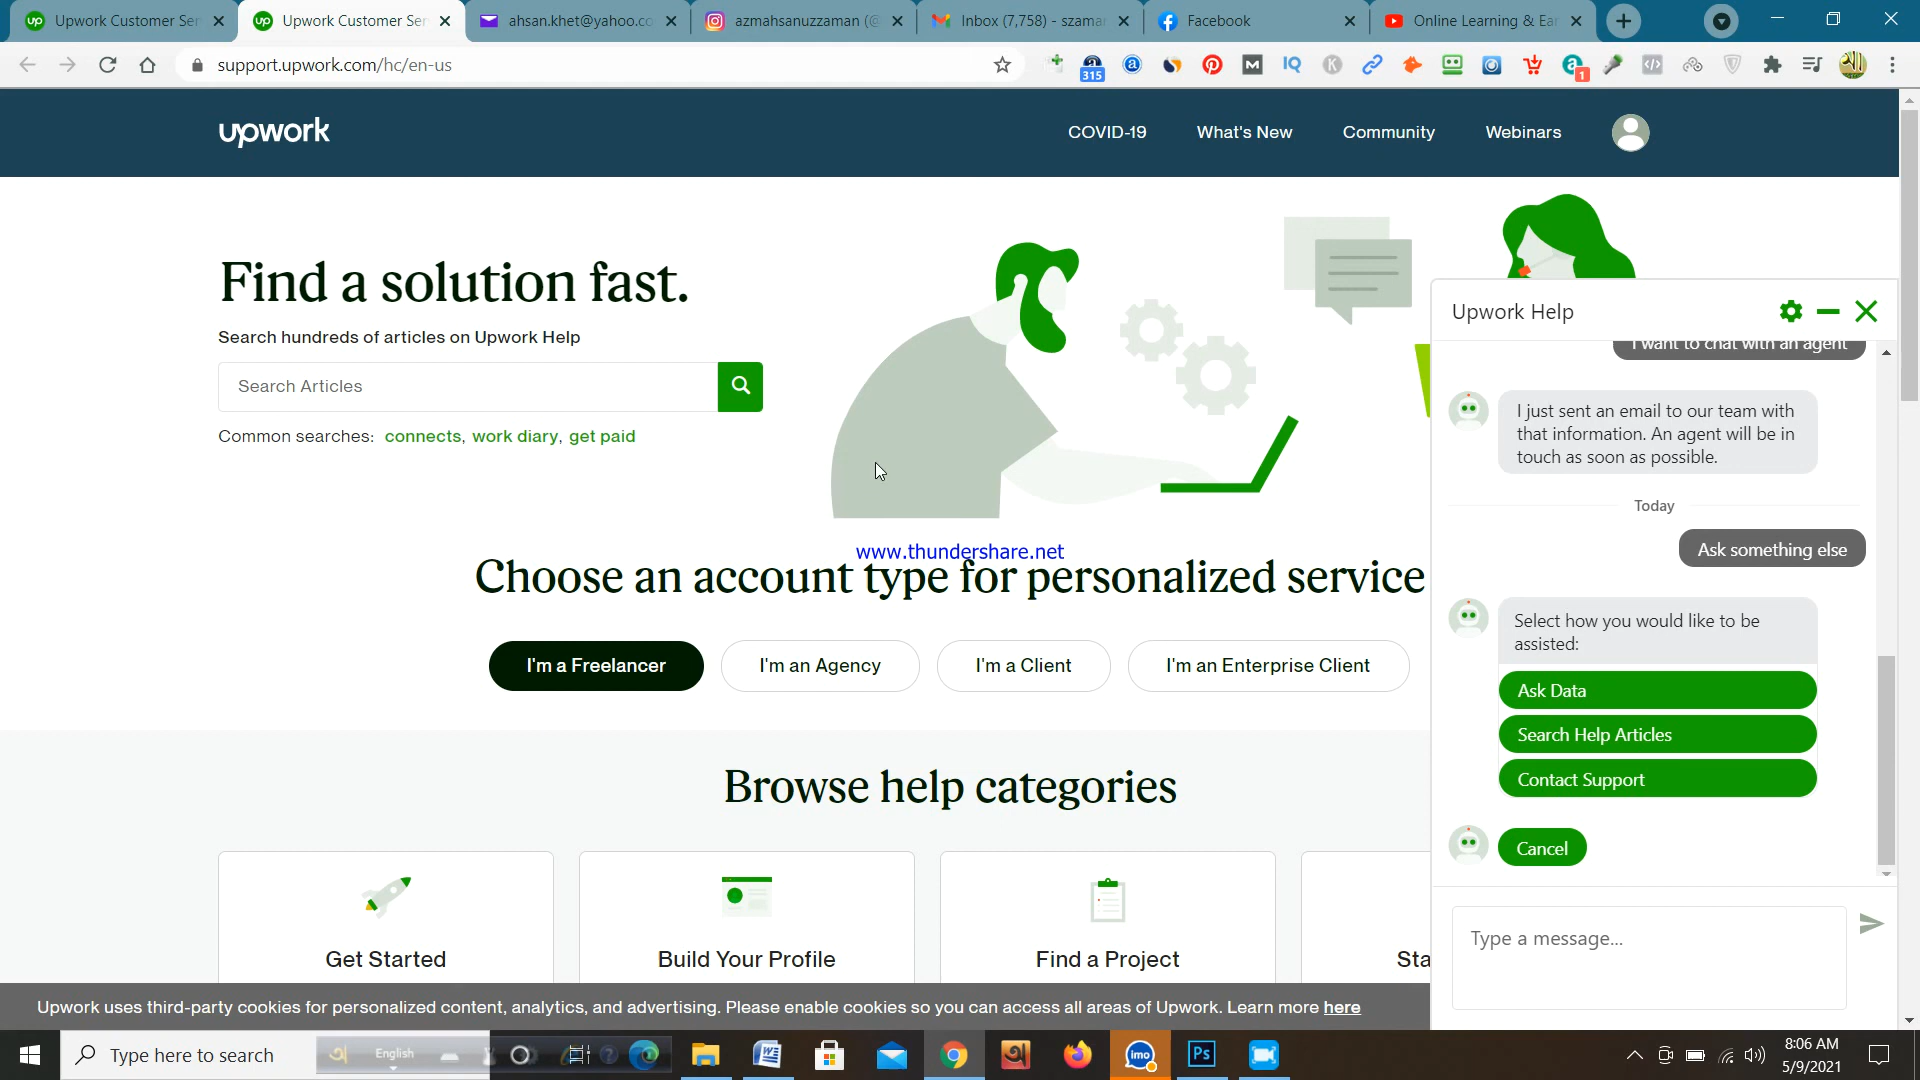 Upwork Customer Ser
Upwork Customer Ser
ahsan.khet@yahoo.co
azmahsanuzzaman (@
Inbox (7,758) - szamar
Facebook
Online Learning & Ear
support.upwork.com/hc/en-us
315
1
upwork
COVID-19
What's New
Community
Webinars
Find a solution fast.
Search hundreds of articles on Upwork Help
Search Articles
Common searches: connects, work diary, get paid
www.thundershare.net
Choose an account type for personalized service
I'm a Freelancer
I'm an Agency
I'm a Client
I'm an Enterprise Client
Browse help categories
Get Started
Build Your Profile
Find a Project
Sta
Upwork uses third-party cookies for personalized content, analytics, and advertising. Please enable cookies so you can access all areas of Upwork. Learn more here
Upwork Help
I want to chat with an agent
I just sent an email to our team with
that information. An agent will be in
touch as soon as possible.
Today
Ask something else
Select how you would like to be
assisted:
Ask Data
Search Help Articles
Contact Support
Cancel
Type a message...
Type here to search
English
imo
Ps
8:06 AM
5/9/2021